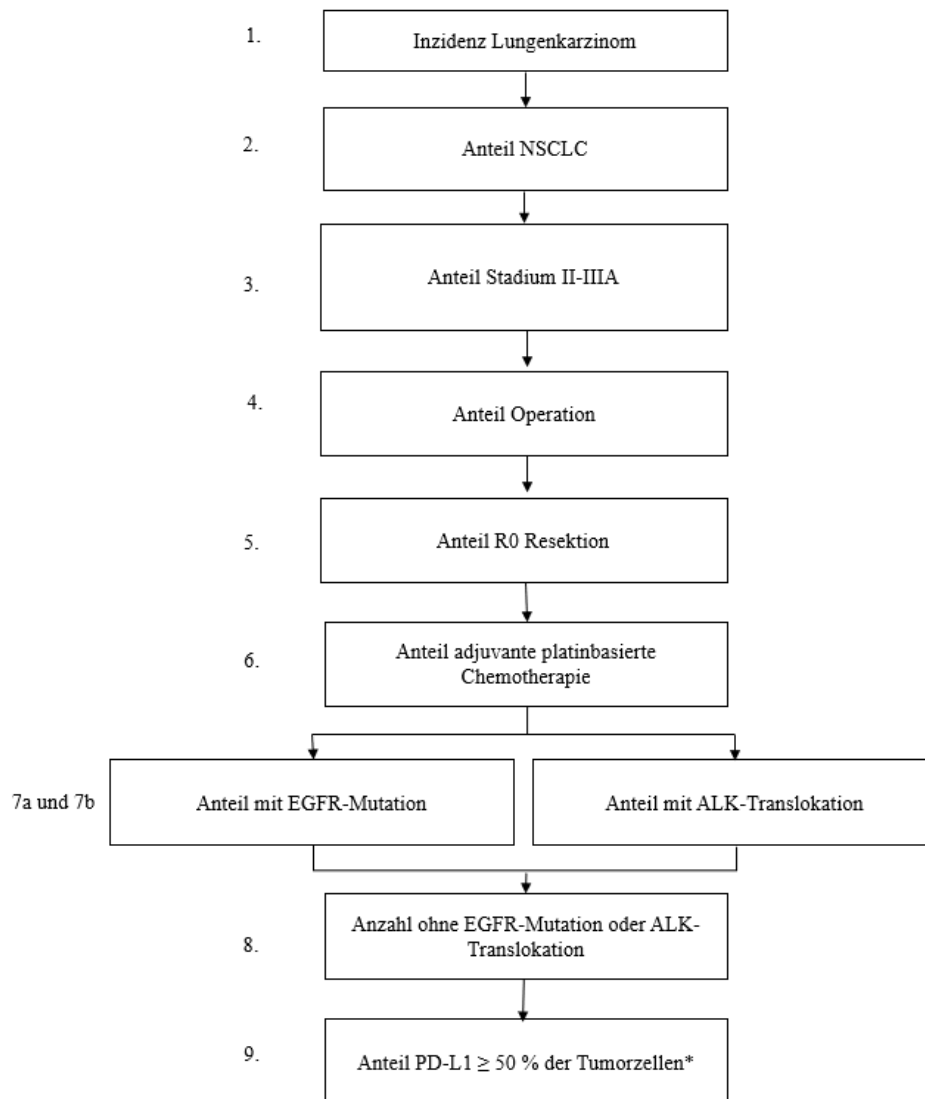 1.
Inzidenz Lungenkarzinom
2.
Anteil NSCLC
3.
Anteil Stadium II-IIIA
4.
Anteil Operation
5.
Anteil R0 Resektion
6.
Anteil adjuvante platinbasierte
Chemotherapie
7a und 7b
Anteil mit EGFR-Mutation
Anteil mit ALK-Translokation
8.
Anzahl ohne EGFR-Mutation oder ALK-
Translokation
9.
Anteil PD-L1 ≥ 50 % der Tumorzellen*